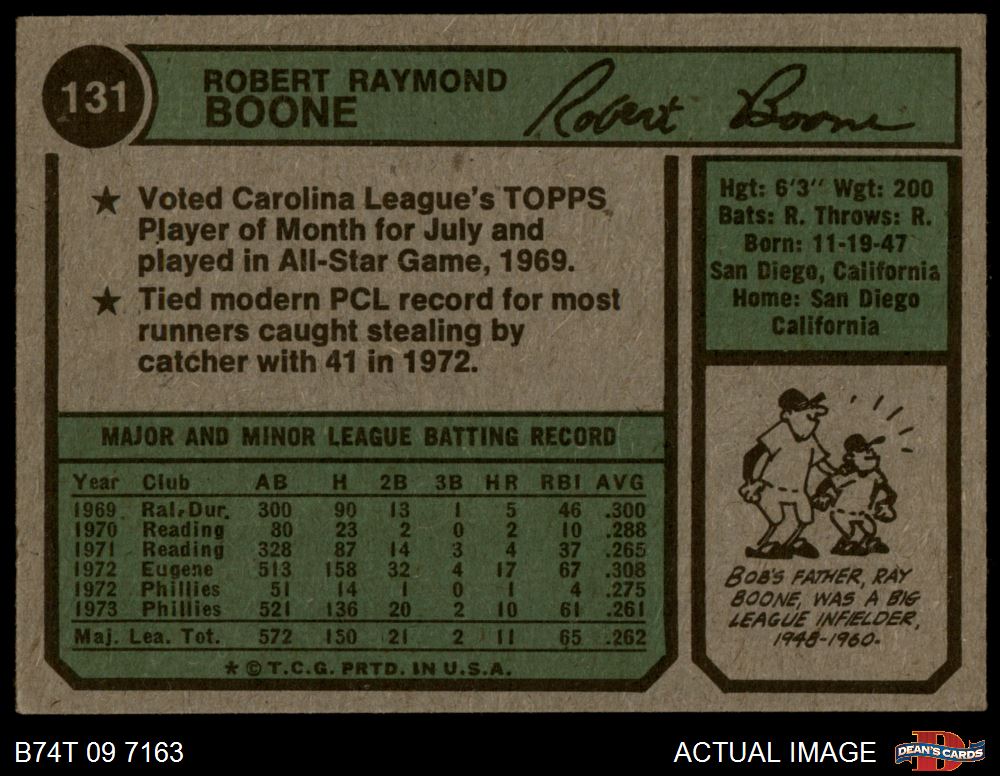 131
ROBERT RAYMOND
BOONE
Robert Boone
★ Voted Carolina League's TOPPS
Player of Month for July and
played in All-Star Game, 1969.
★ Tied modern PCL record for most
runners caught stealing by
catcher with 41 in 1972.
Hgt: 6'3" Wgt: 200
Bats: R. Throws: R.
Born: 11-19-47
San Diego, California
Home: San Diego
California
MAJOR AND MINOR LEAGUE BATTING RECORD
Year Club AB H 2B 3B HR RBI AVG
1969 Ral.-Dur. 300 90 13 1 5 46 .300
1970 Reading 80 23 2 0 2 10 .288
1971 Reading 328 87 14 3 4 37 .265
1972 Eugene 513 158 32 4 17 67 .308
1972 Phillies 51 14 1 0 1 4 .275
1973 Phillies 521 136 20 2 10 61 .261
Maj. Lea. Tot. 572 150 21 2 11 65 .262
★ © T.C.G. PRTD. IN U.S.A.
BOB'S FATHER, RAY
BOONE, WAS A BIG
LEAGUE INFIELDER,
1948-1960.
B74T 09 7163
ACTUAL IMAGE
DEAN'S CARDS